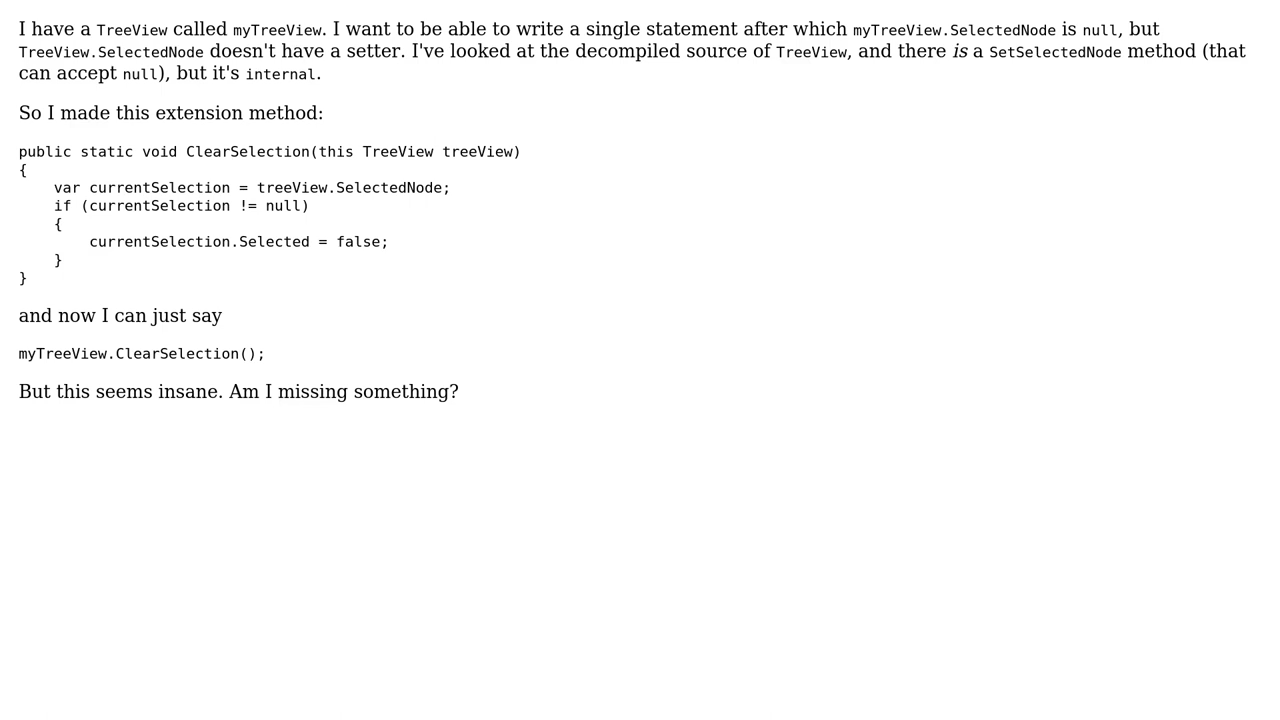 I have a TreeView called myTreeView. I want to be able to write a single statement after which myTreeView.SelectedNode is null, but
TreeView.SelectedNode doesn't have a setter. I've looked at the decompiled source of TreeView, and there is a SetSelectedNode method (that
can accept null), but it's internal.
So I made this extension method:
public static void ClearSelection(this TreeView treeView)
{
    var currentSelection = treeView.SelectedNode;
    if (currentSelection != null)
    {
        currentSelection.Selected = false;
    }
}
and now I can just say
myTreeView.ClearSelection();
But this seems insane. Am I missing something?